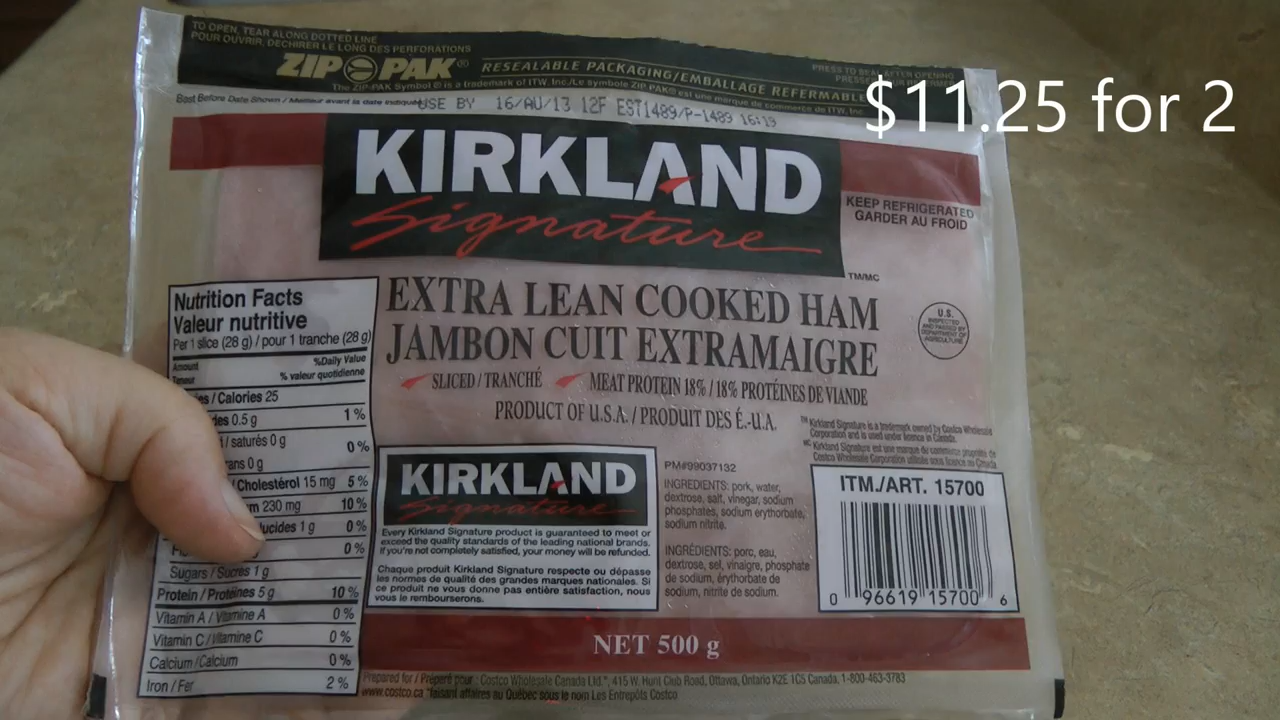 TO OPEN, TEAR ALONG DOTTED LINE
POUR OUVRIR, DECHIRER LE LONG DES PERFORATIONS
ZIP PAK®
RESEALABLE PACKAGING/EMBALLAGE REFERMABLE
PRESS TO SEAL AFTER OPENING
The ZIP-PAK Symbol ® is a trademark of ITW, Inc./Le symbole ZIP PAK® est une marque de commerce de ITW, Inc.
Best Before Date Shown / Meilleur avant la date indiquée
USE BY 16/AU/13 12F EST1489/P-1489 16:19
$11.25 for 2
KIRKLAND
Signature
TM/MC
KEEP REFRIGERATED
GARDER AU FROID
EXTRA LEAN COOKED HAM
JAMBON CUIT EXTRAMAIGRE
SLICED / TRANCHÉ MEAT PROTEIN 18% / 18% PROTÉINES DE VIANDE
PRODUCT OF U.S.A. / PRODUIT DES É.-U.A.
U.S.
INSPECTED
AND PASSED BY
DEPARTMENT OF
AGRICULTURE
Nutrition Facts
Valeur nutritive
Per 1 slice (28 g) / pour 1 tranche (28 g)
Amount
Teneur
%Daily Value
% valeur quotidienne
/ Calories 25
0.5 g 1 %
/ saturés 0 g
0 g
0 %
Cholestérol 15 mg 5 %
230 mg 10 %
1 g 0 %
0 %
Sugars / Sucres 1 g
Protein / Protéines 5 g 10 %
Vitamin A / Vitamine A 0 %
Vitamin C / Vitamine C 0 %
Calcium / Calcium 0 %
Iron / Fer 2 %
KIRKLAND
Signature
Every Kirkland Signature product is guaranteed to meet or
exceed the quality standards of the leading national brands.
If you're not completely satisfied, your money will be refunded.
Chaque produit Kirkland Signature respecte ou dépasse
les normes de qualité des grandes marques nationales. Si
ce produit ne vous donne pas entière satisfaction, nous
vous le rembourserons.
PM#99037132
INGREDIENTS: pork, water,
dextrose, salt, vinegar, sodium
phosphates, sodium erythorbate,
sodium nitrite.
INGRÉDIENTS: porc, eau,
dextrose, sel, vinaigre, phosphate
de sodium, érythorbate de
sodium, nitrite de sodium.
TM Kirkland Signature is a trademark owned by Costco Wholesale
Corporation and is used under licence in Canada.
MC Kirkland Signature est une marque du commerce propriété de
Costco Wholesale Corporation utilisée sous licence au Canada
ITM./ART. 15700
0 96619 15700 6
NET 500 g
Prepared for / Préparé pour : Costco Wholesale Canada Ltd.*, 415 W. Hunt Club Road, Ottawa, Ontario K2E 1C5 Canada. 1-800-463-3783
www.costco.ca *faisant affaires au Québec sous le nom Les Entrepôts Costco